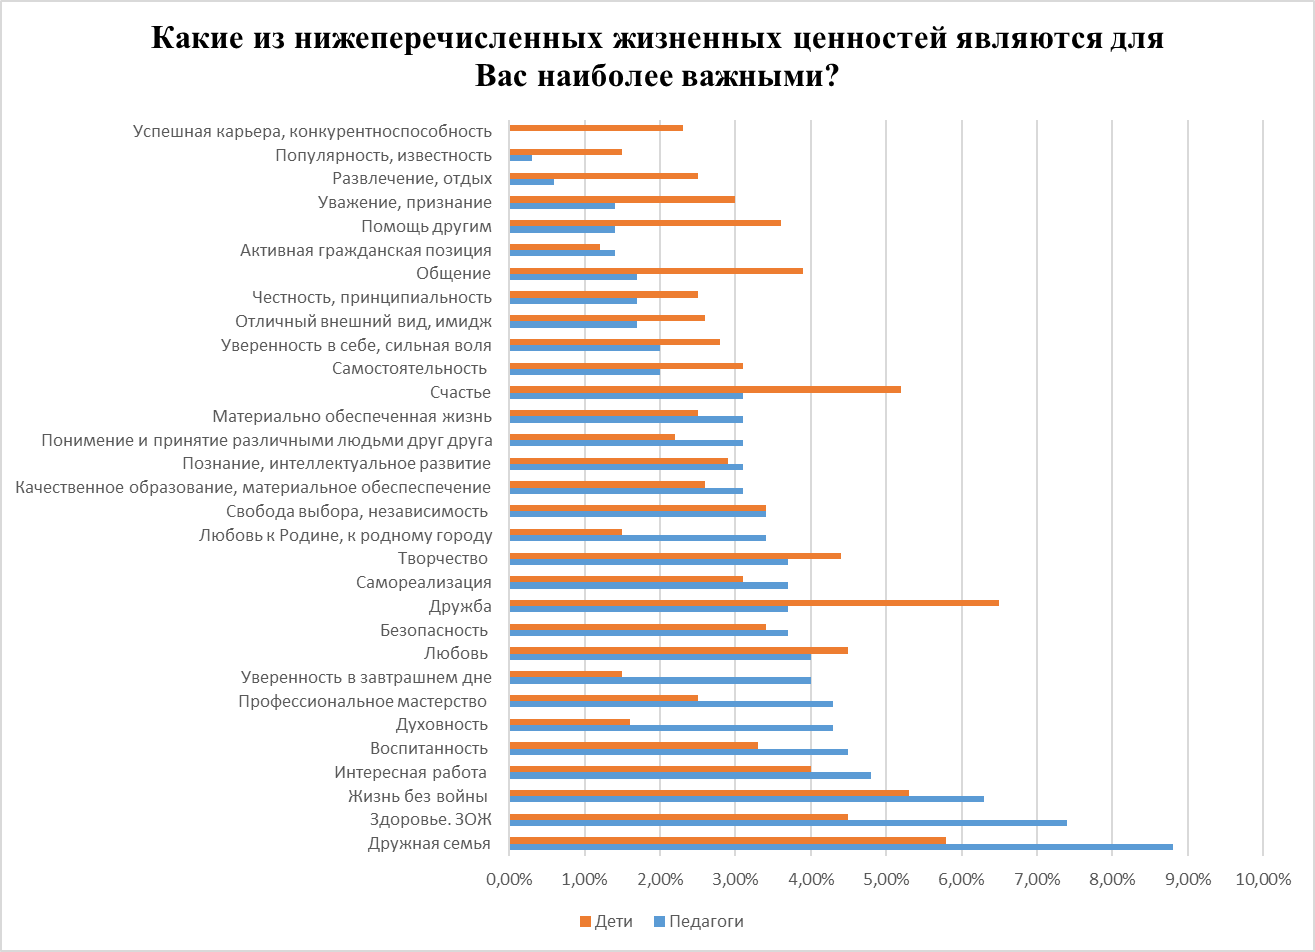 Какие из нижеперечисленных жизненных ценностей являются для
Вас наиболее важными?
Успешная карьера, конкурентноспособность
Популярность, известность
Развлечение, отдых
Уважение, признание
Помощь другим
Активная гражданская позиция
Общение
Честность, принципиальность
Отличный внешний вид, имидж
Уверенность в себе, сильная воля
Самостоятельность
Счастье
Материально обеспеченная жизнь
Понимение и принятие различными людьми друг друга
Познание, интеллектуальное развитие
Качественное образование, материальное обеспеспечение
Свобода выбора, независимость
Любовь к Родине, к родному городу
Творчество
Самореализация
Дружба
Безопасность
Любовь
Уверенность в завтрашнем дне
Профессиональное мастерство
Духовность
Воспитанность
Интересная работа
Жизнь без войны
Здоровье. ЗОЖ
Дружная семья
0,00% 1,00% 2,00% 3,00% 4,00% 5,00% 6,00% 7,00% 8,00% 9,00% 10,00%
Дети Педагоги